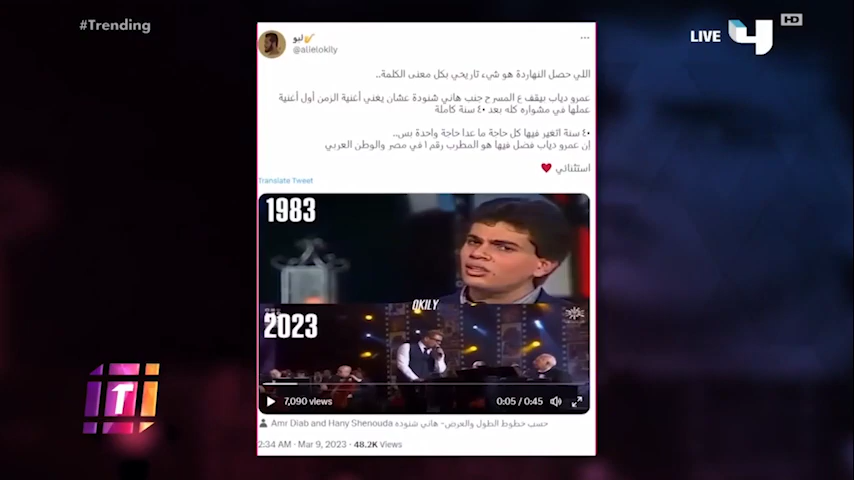 #Trending
LIVE
HD
ليو
@alielokily
اللي حصل النهاردة هو شيء تاريخي بكل معنى الكلمة..
عمرو دياب بيقف ع المسرح جنب هاني شنودة عشان يغني أغنية الزمن أول أغنية
عملها في مشواره كله بعد ٤٠ سنة كاملة
٤٠ سنة اتغير فيها كل حاجة ما عدا حاجة واحدة بس..
إن عمرو دياب فضل فيها هو المطرب رقم ١ في مصر والوطن العربي
استثنائي
Translate Tweet
1983
OKILY
2023
7,090 views
0:05 / 0:45
Amr Diab and Hany Shenouda حسب خطوط الطول والعرض- هاني شنوده
2:34 AM · Mar 9, 2023 · 48.2K Views
T